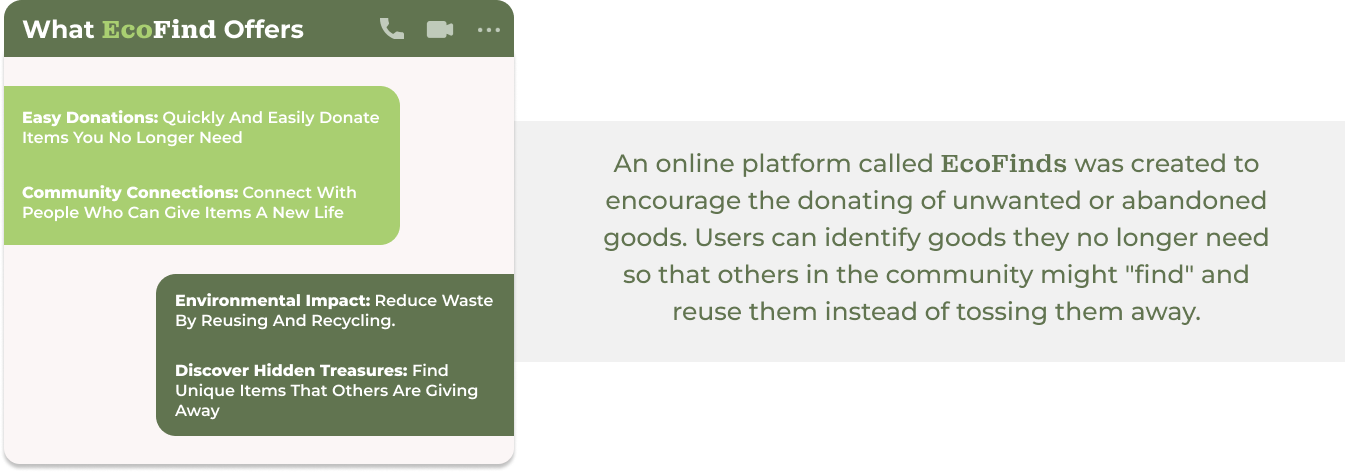 What EcoFind Offers
Easy Donations: Quickly And Easily Donate
Items You No Longer Need
Community Connections: Connect With
People Who Can Give Items A New Life
Environmental Impact: Reduce Waste
By Reusing And Recycling.
Discover Hidden Treasures: Find
Unique Items That Others Are Giving
Away
An online platform called EcoFinds was created to
encourage the donating of unwanted or abandoned
goods. Users can identify goods they no longer need
so that others in the community might "find" and
reuse them instead of tossing them away.